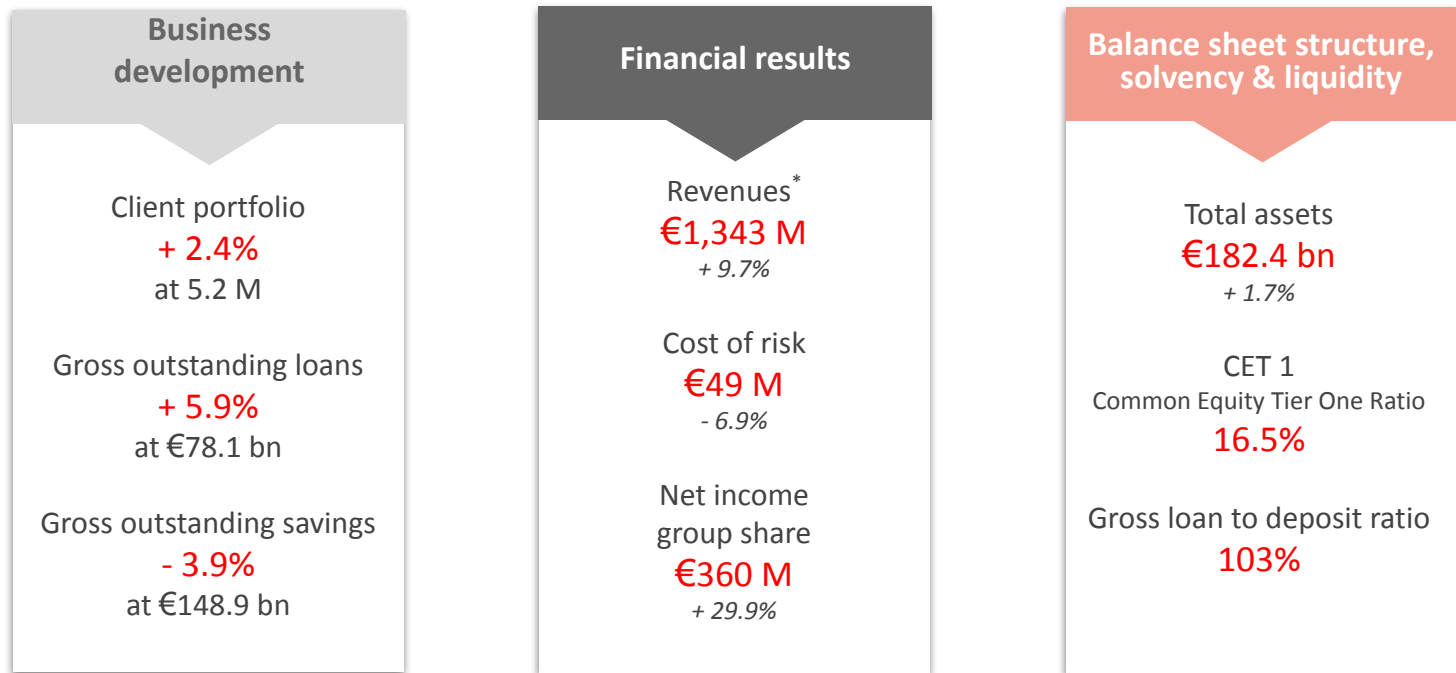 Business
development
Client portfolio
+ 2.4%
at 5.2 M
Gross outstanding loans
+ 5.9%
at €78.1 bn
Gross outstanding savings
- 3.9%
at €148.9 bn
Financial results
Revenues*
€1,343 M
+ 9.7%
Cost of risk
€49 M
- 6.9%
Net income
group share
€360 M
+ 29.9%
Balance sheet structure,
solvency & liquidity
Total assets
€182.4 bn
+ 1.7%
CET 1
Common Equity Tier One Ratio
16.5%
Gross loan to deposit ratio
103%